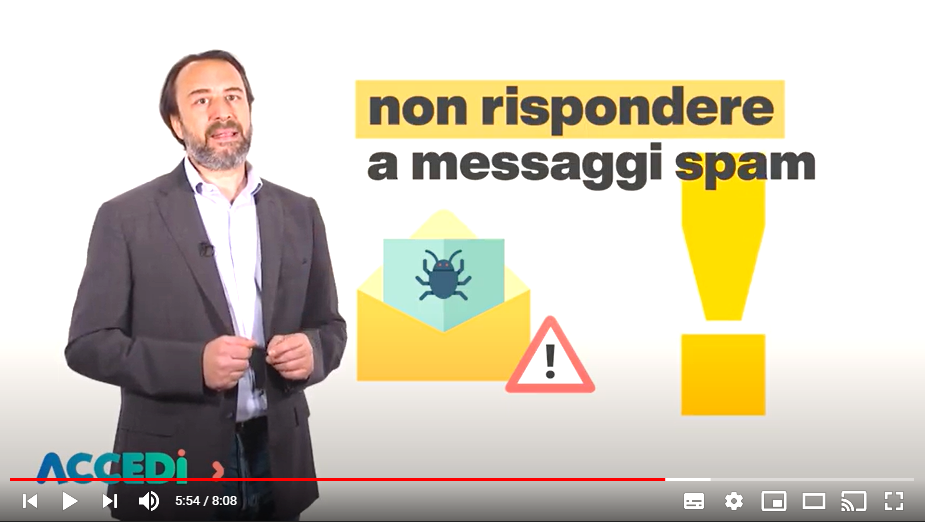 non rispondere
a messaggi spam
!
ACCEDi
5:54 / 8:08